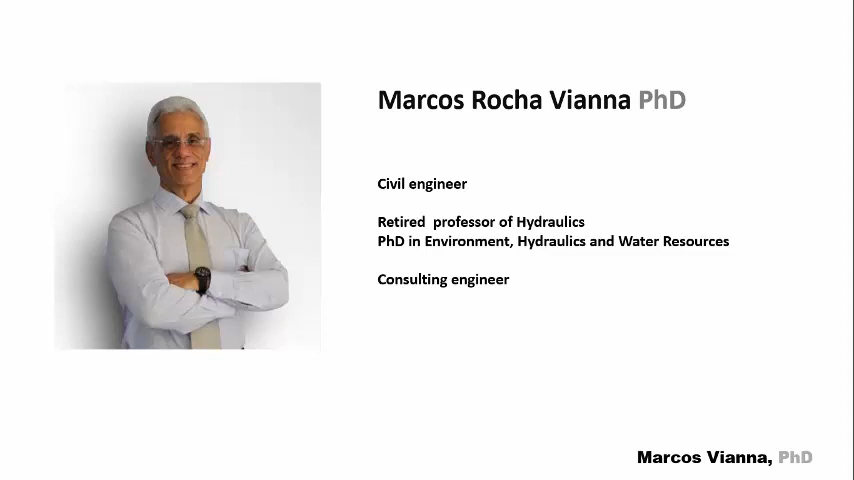 Marcos Rocha Vianna PhD
Civil engineer
Retired  professor of Hydraulics
PhD in Environment, Hydraulics and Water Resources
Consulting engineer
Marcos Vianna, PhD